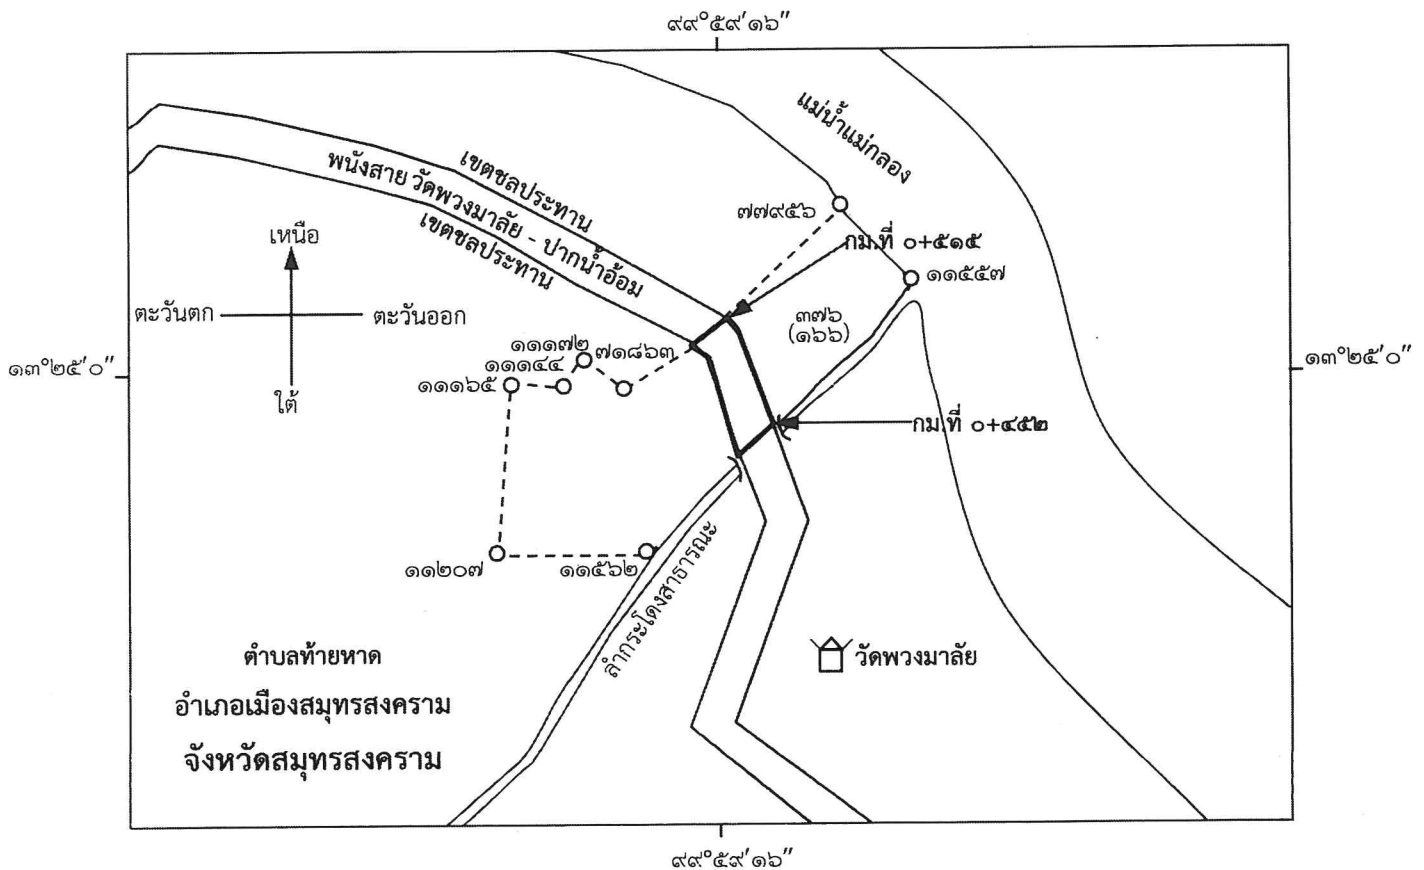 ๙๙°๕๙′๑๖″
แม่น้ำแม่กลอง
เขตชลประทาน
พนังสาย วัดพวงมาลัย - ปากน้ำอ้อม
เขตชลประทาน
๗๗๙๕๖
กม.ที่ ๐+๕๑๕
เหนือ
๑๑๕๕๗
ตะวันตก
ตะวันออก
๓๗๖
(๑๖๖)
๑๑๑๗๒
๗๑๘๖๓
๑๑๑๔๔
๑๑๑๖๕
๑๓°๒๕′๐″
๑๓°๒๕′๐″
ใต้
กม.ที่ ๐+๔๕๒
๑๑๒๐๗
๑๑๕๖๒
ลำกระโดงสาธารณะ
ตำบลท้ายหาด
วัดพวงมาลัย
อำเภอเมืองสมุทรสงคราม
จังหวัดสมุทรสงคราม
๙๙°๕๙′๑๖″